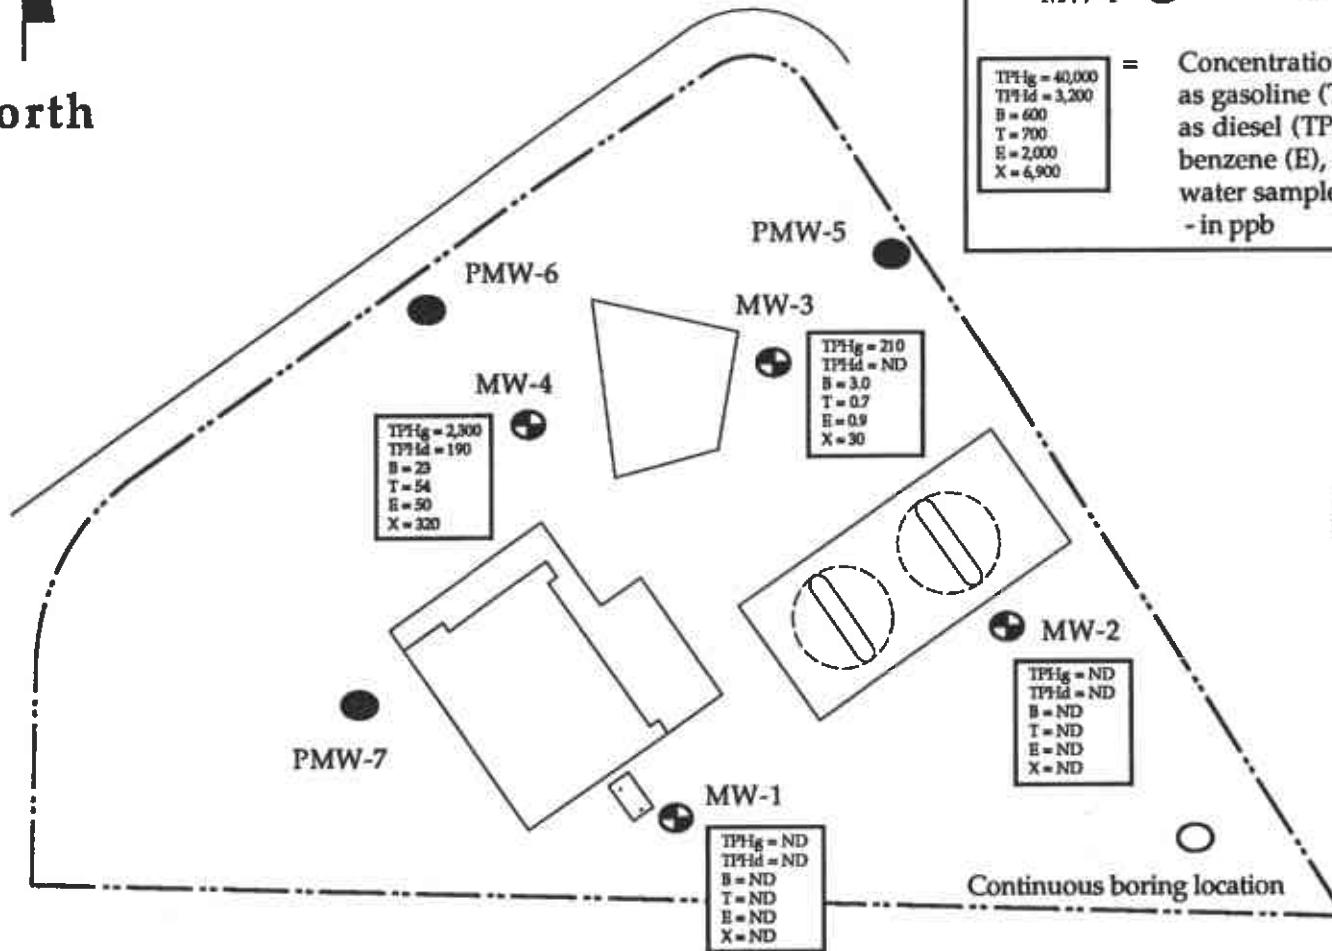 orth
TPHg = 40,000
TPHd = 3,200
B = 600
T = 700
E = 2,000
X = 6,900
=
Concentratio
as gasoline (T
as diesel (TP
benzene (E),
water sample
- in ppb
PMW-5
PMW-6
MW-3
TPHg = 210
TPHd = ND
B = 3.0
T = 0.7
E = 0.9
X = 30
MW-4
TPHg = 2,300
TPHd = 190
B = 23
T = 54
E = 50
X = 320
MW-2
TPHg = ND
TPHd = ND
B = ND
T = ND
E = ND
X = ND
PMW-7
MW-1
TPHg = ND
TPHd = ND
B = ND
T = ND
E = ND
X = ND
Continuous boring location